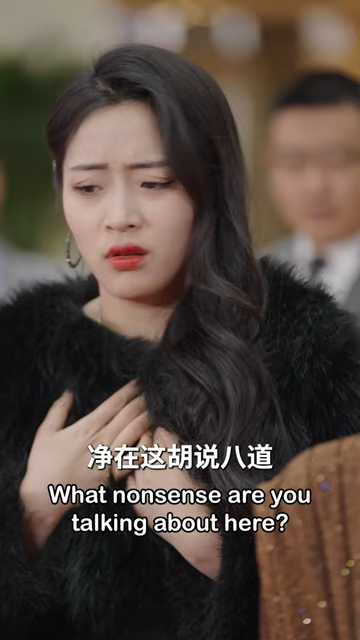 净在这胡说八道
What nonsense are you
talking about here?